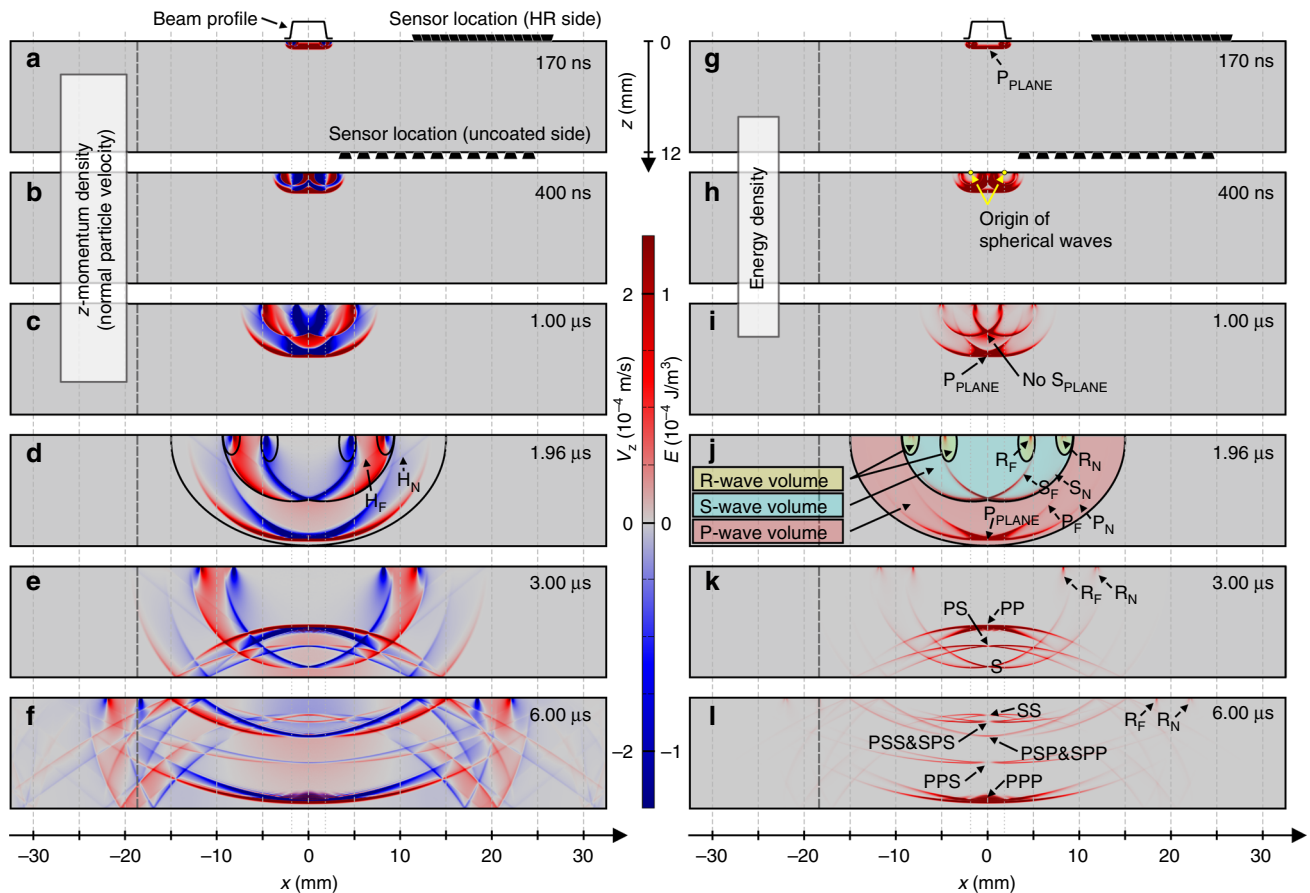 Beam profile
Sensor location (HR side)
a
170 ns
Sensor location (uncoated side)
z-momentum density
(normal particle velocity)
b
400 ns
c
1.00 µs
d
1.96 µs
H_F
H_N
e
3.00 µs
f
6.00 µs
–30
–20
–10
0
10
20
30
x (mm)
0
z (mm)
12
2
1
V_z (10^–4 m/s)
E (10^–4 J/m^3)
0
0
–2
–1
g
170 ns
P_PLANE
Energy density
h
400 ns
Origin of
spherical waves
i
1.00 µs
P_PLANE
No S_PLANE
j
1.96 µs
R-wave volume
S-wave volume
P-wave volume
R_F
R_N
S_F
S_N
P_PLANE
P_F
P_N
k
3.00 µs
PS
PP
S
R_F
R_N
l
6.00 µs
SS
PSS&SPS
PSP&SPP
PPS
PPP
R_F
R_N
–30
–20
–10
0
10
20
30
x (mm)